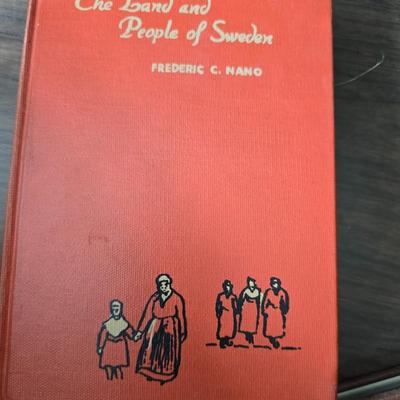 The Land and
People of Sweden
FREDERIC C. NANO